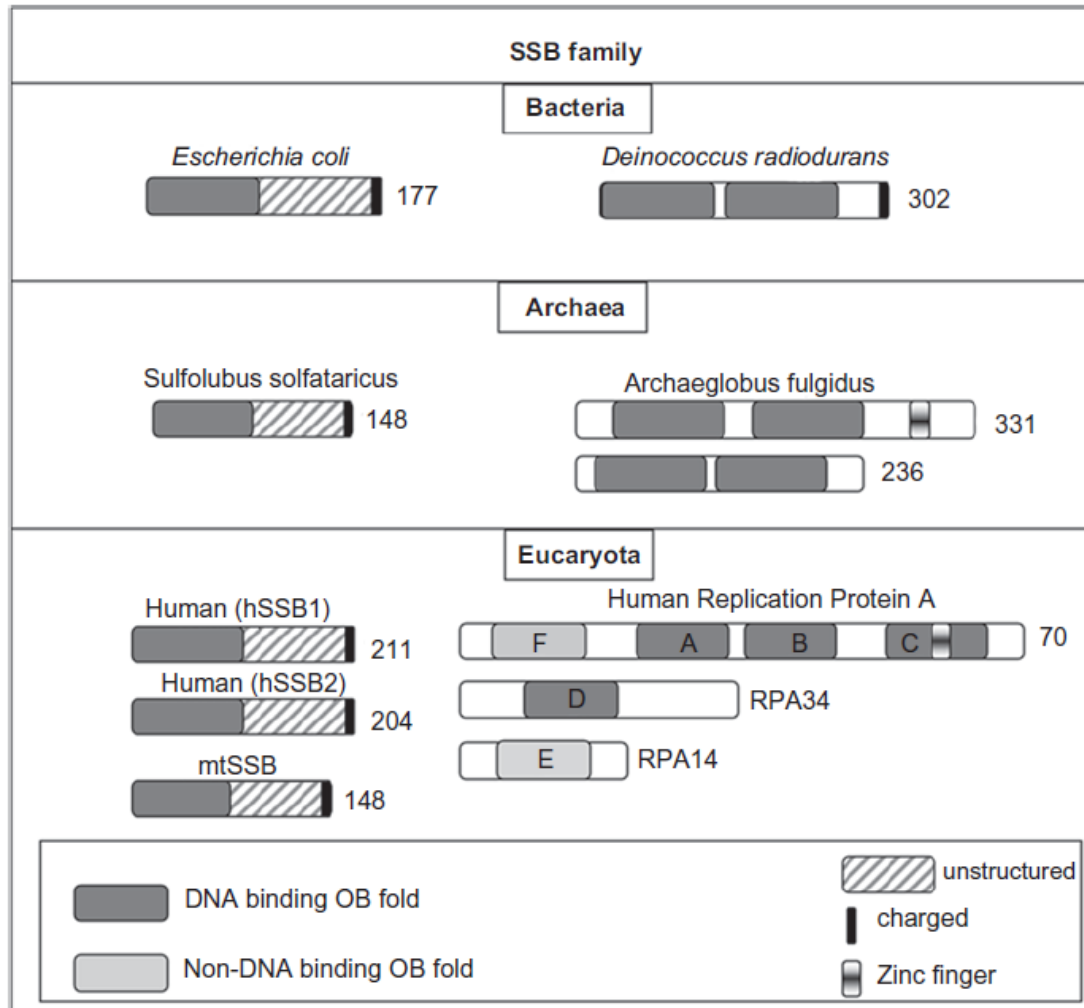 SSB family
Bacteria
Escherichia coli
177
Deinococcus radiodurans
302
Archaea
Sulfolubus solfataricus
148
Archaeglobus fulgidus
331
236
Eucaryota
Human (hSSB1)
211
Human (hSSB2)
204
mtSSB
148
Human Replication Protein A
F
A
B
C
70
D
RPA34
E
RPA14
DNA binding OB fold
Non-DNA binding OB fold
unstructured
charged
Zinc finger